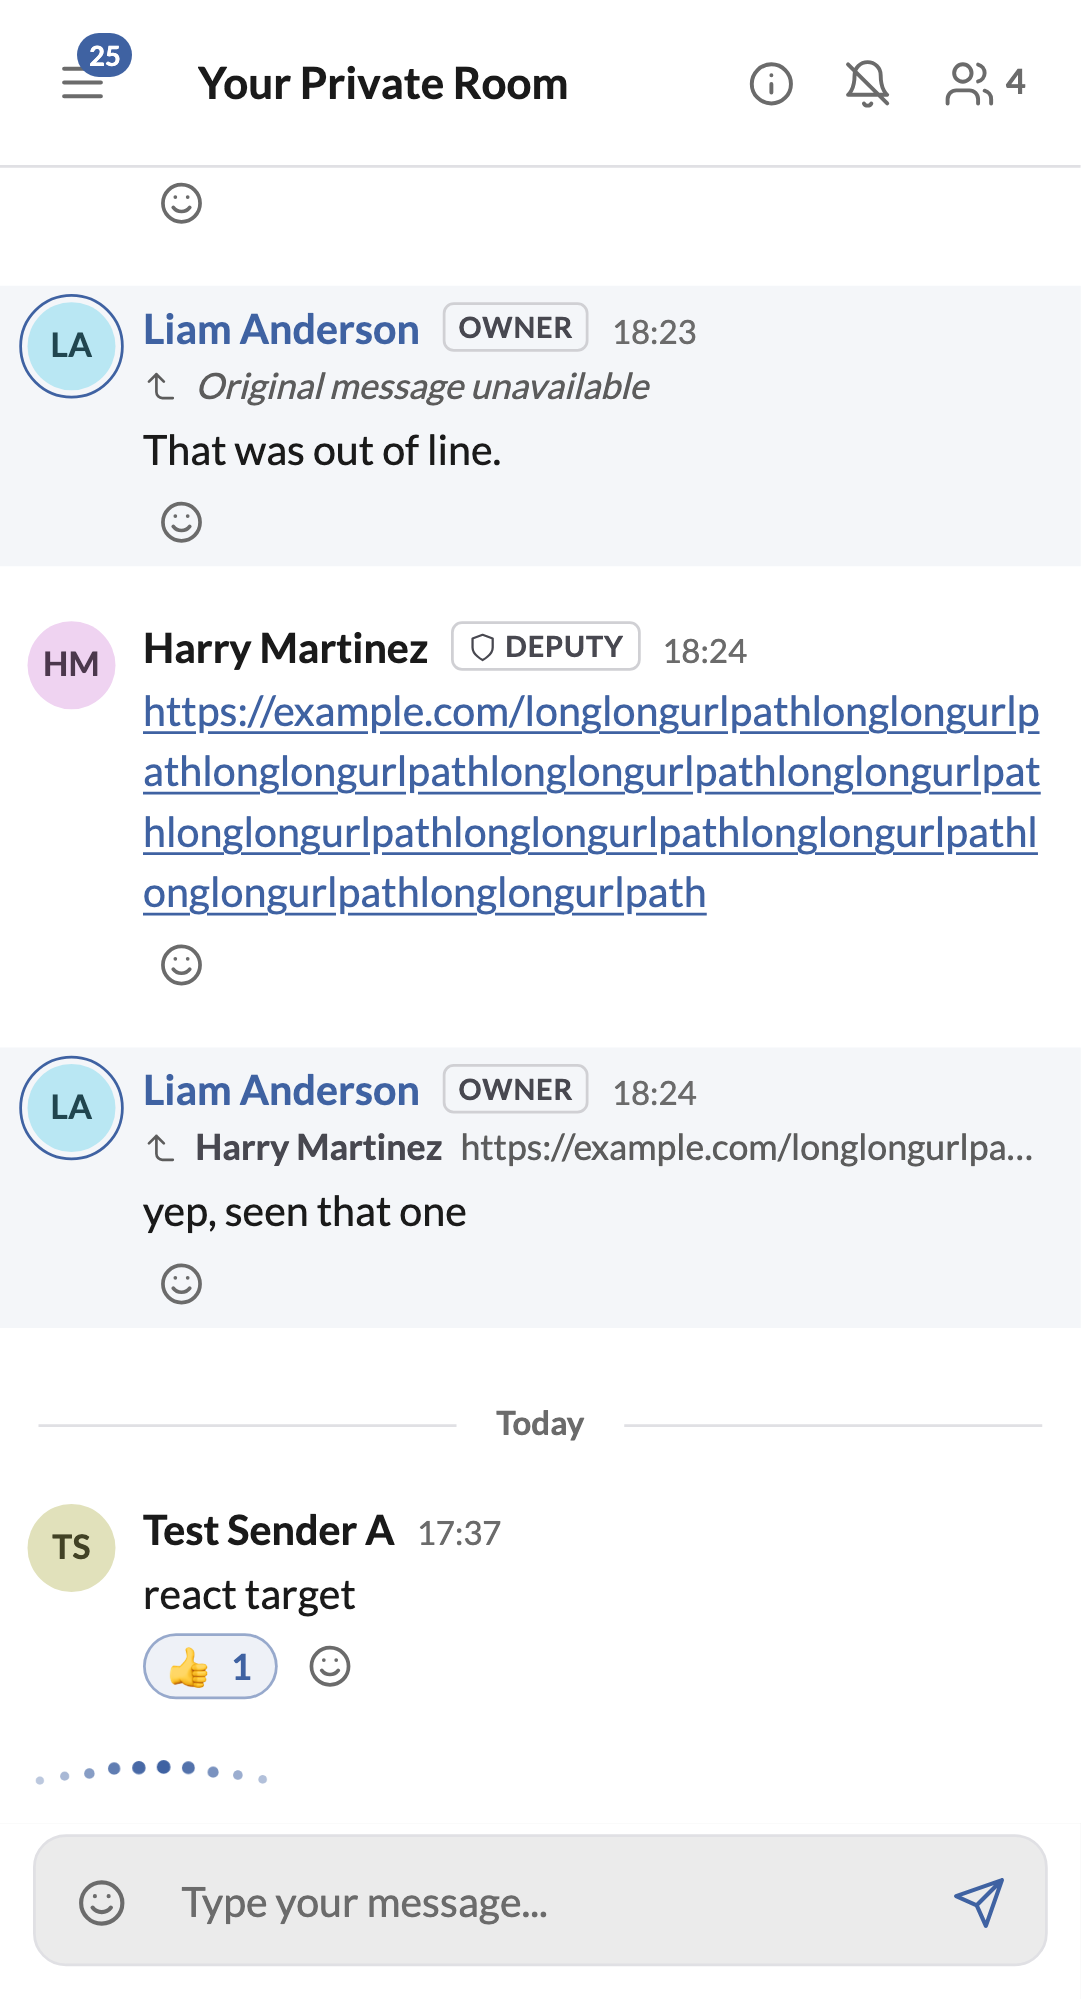 25
Your Private Room
4
LA
Liam Anderson OWNER 18:23
Original message unavailable
That was out of line.
HM
Harry Martinez DEPUTY 18:24
https://example.com/longlongurlpathlonglongurlp
athlonglongurlpathlonglongurlpathlonglongurlpat
hlonglongurlpathlonglongurlpathlonglongurlpathl
onglongurlpathlonglongurlpath
LA
Liam Anderson OWNER 18:24
Harry Martinez https://example.com/longlongurlpa...
yep, seen that one
Today
TS
Test Sender A 17:37
react target
👍 1
Type your message...